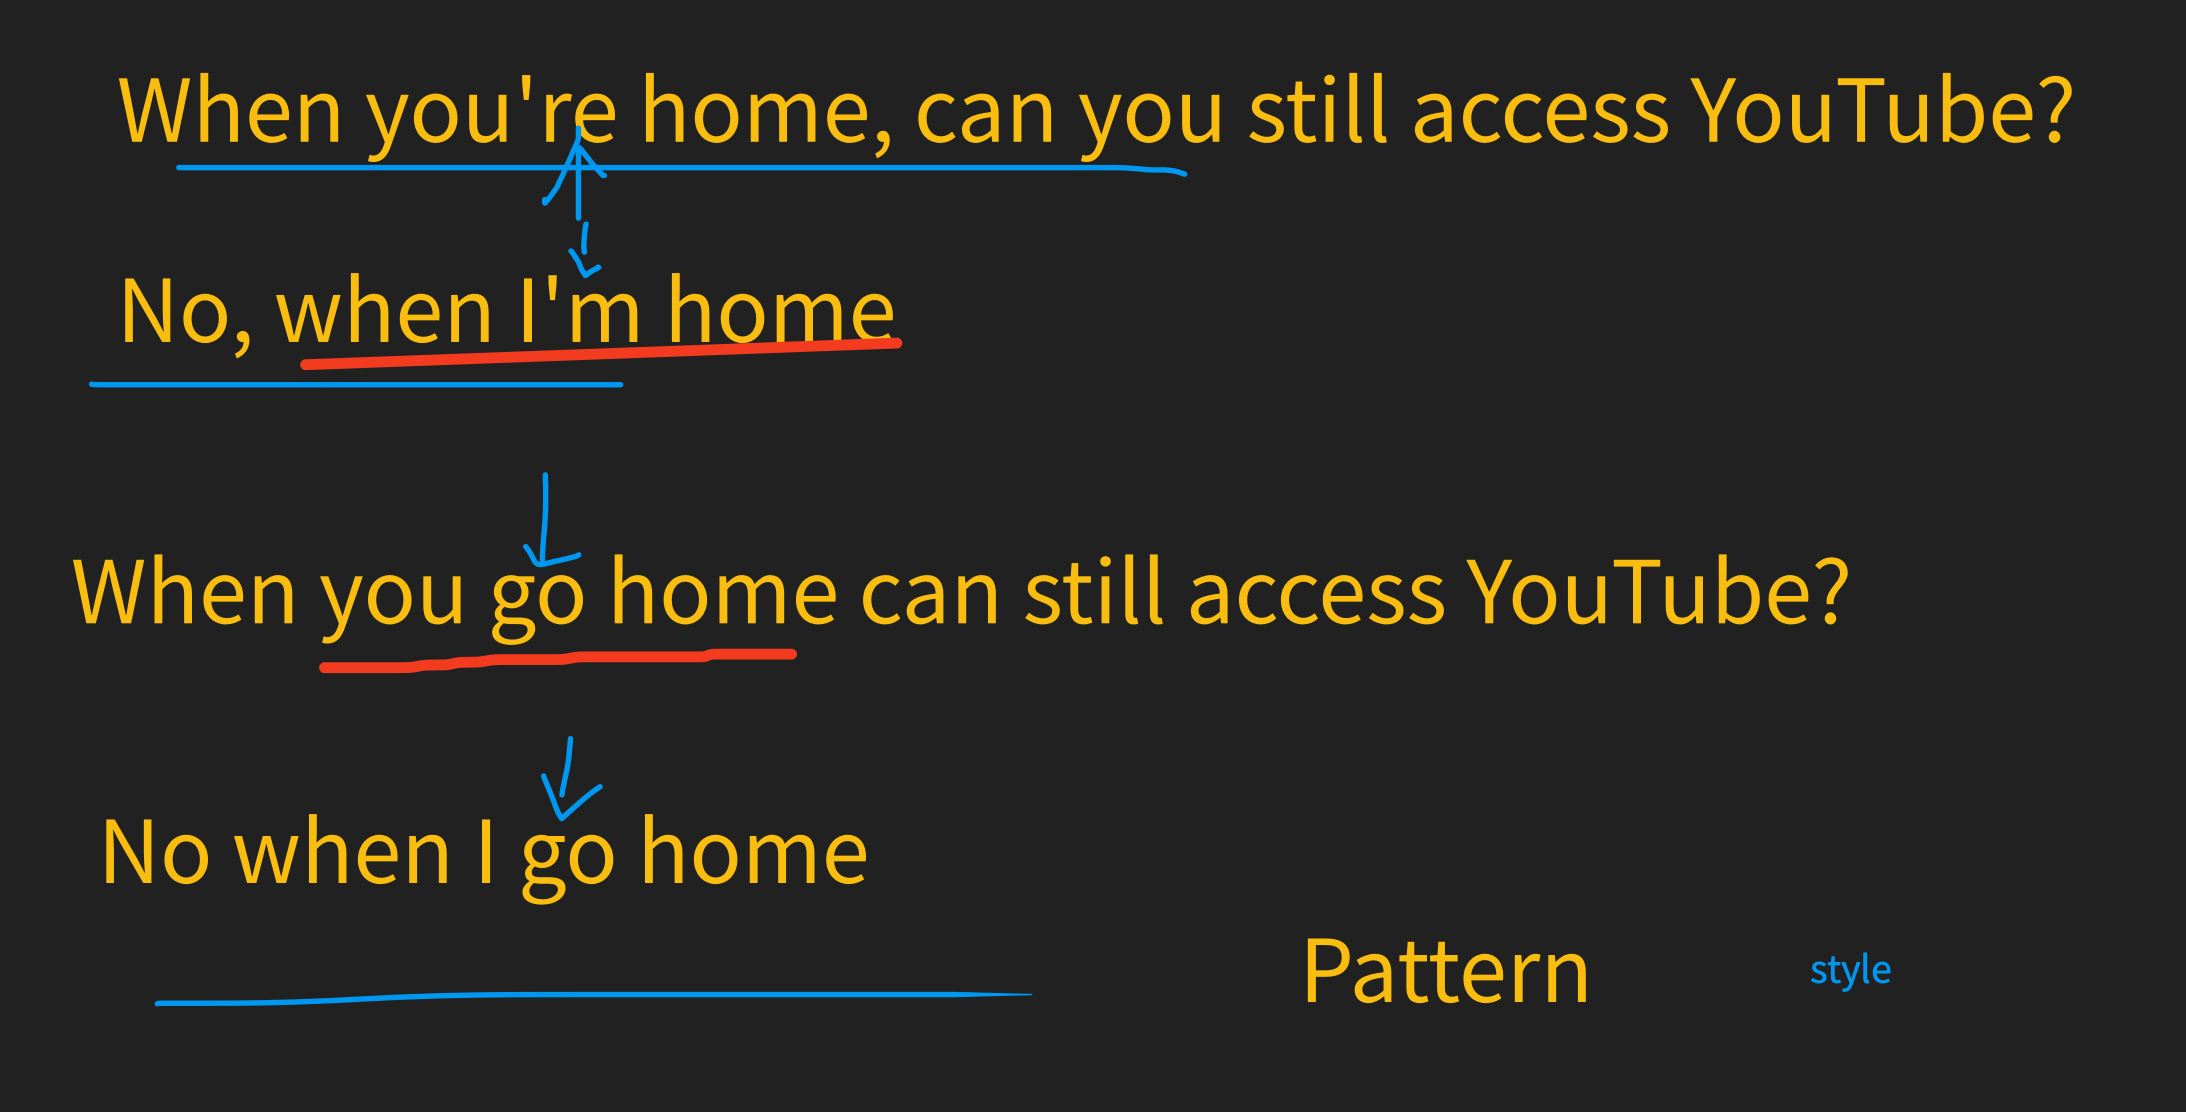 When you're home, can you still access YouTube?
No, when I'm home
When you go home can still access YouTube?
No when I go home
Pattern
style